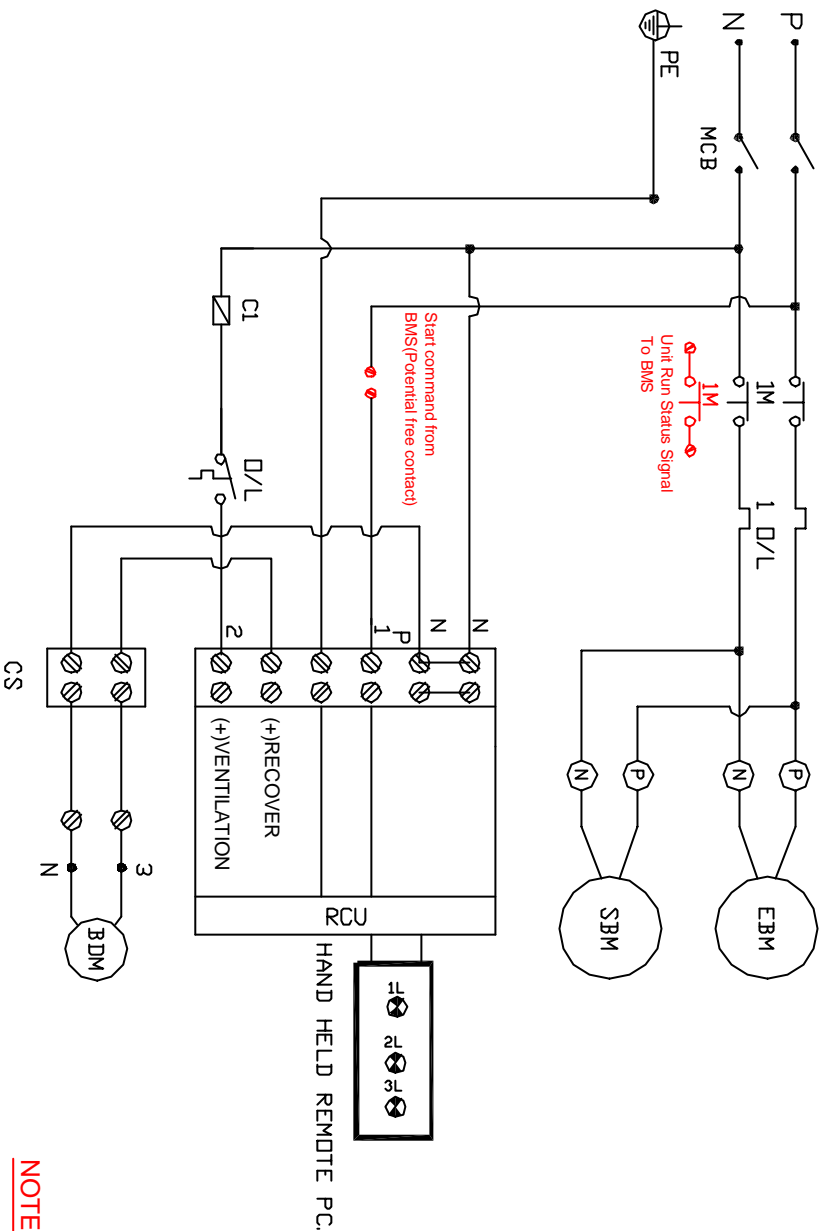 P
N
PE
MCB
1M
1M
Unit Run Status Signal
To BMS
1 O/L
P
N
P
N
EBM
SBM
Start command from
BMS(Potential free contact)
C1
O/L
N
N
P
1
2
(+)RECOVER
(+)VENTILATION
RCU
1L
2L
3L
HAND HELD REMOTE PC.
CS
3
N
BDM
NOTE